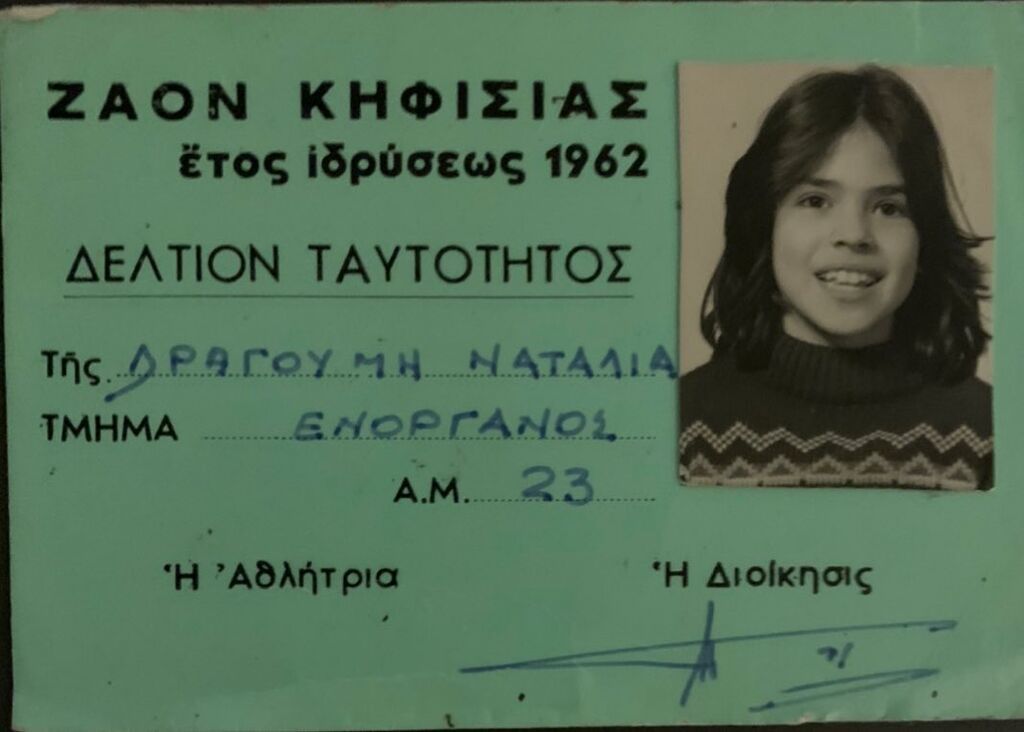 ΖΑΟΝ ΚΗΦΙΣΙΑΣ
ἔτος ἱδρύσεως 1962
ΔΕΛΤΙΟΝ ΤΑΥΤΟΤΗΤΟΣ
Τῆς ΔΡΑΓΟΥΜΗ ΝΑΤΑΛΙΑ
ΤΜΗΜΑ ΕΝΟΡΓΑΝΟΣ
Α.Μ. 23
Ἡ Ἀθλήτρια Ἡ Διοίκησις